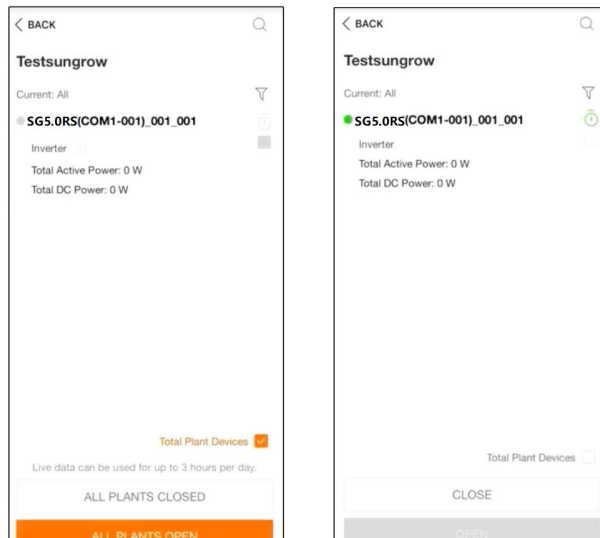 BACK
Testsungrow
Current: All
SG5.0RS(COM1-001)_001_001
Inverter
Total Active Power: 0 W
Total DC Power: 0 W
Total Plant Devices
Live data can be used for up to 3 hours per day.
ALL PLANTS CLOSED
ALL PLANTS OPEN
BACK
Testsungrow
Current: All
SG5.0RS(COM1-001)_001_001
Inverter
Total Active Power: 0 W
Total DC Power: 0 W
Total Plant Devices
CLOSE
OPEN